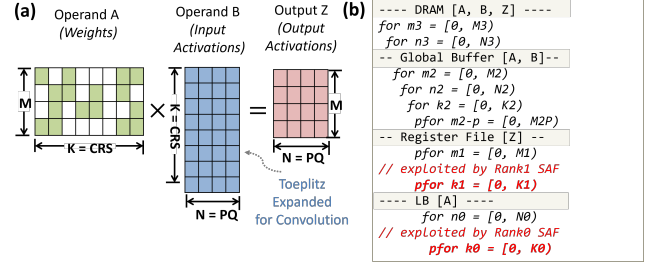 (a)
Operand A
(Weights)
M
K = CRS
×
Operand B
(Input
Activations)
K = CRS
N = PQ
=
Output Z
(Output
Activations)
M
N = PQ
Toeplitz
Expanded
for Convolution
(b)
---- DRAM [A, B, Z] ----
for m3 = [0, M3)
for n3 = [0, N3)
-- Global Buffer [A, B]--
for m2 = [0, M2)
for n2 = [0, N2)
for k2 = [0, K2)
pfor m2-p = [0, M2P)
-- Register File [Z] --
pfor m1 = [0, M1)
// exploited by Rank1 SAF
pfor k1 = [0, K1)
---- LB [A] ----
for n0 = [0, N0)
// exploited by Rank0 SAF
pfor k0 = [0, K0)